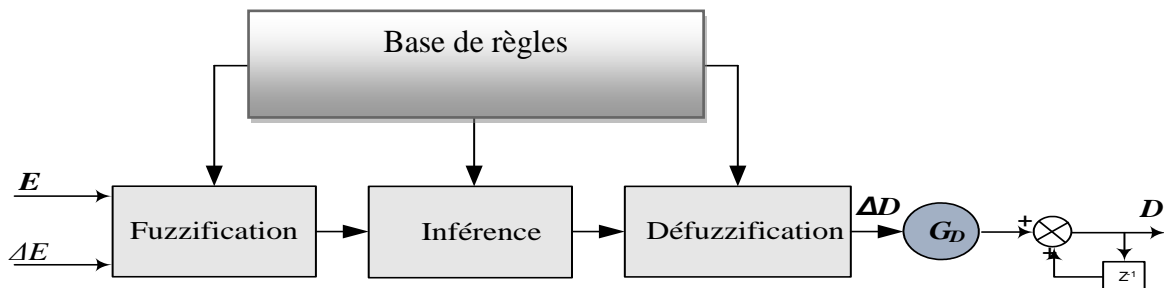 Base de règles
E
ΔE
Fuzzification
Inférence
Défuzzification
ΔD
G_D
+
+
D
Z⁻¹